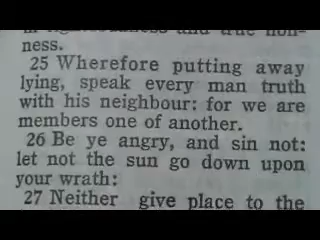 ness.
25 Wherefore putting away
lying, speak every man truth
with his neighbour: for we are
members one of another.
26 Be ye angry, and sin not:
let not the sun go down upon
your wrath:
27 Neither give place to the